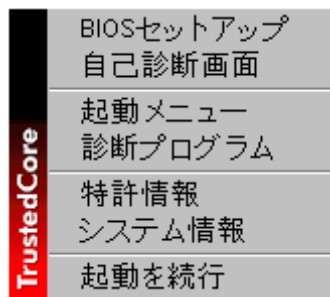 BIOSセットアップ
自己診断画面
起動メニュー
診断プログラム
特許情報
システム情報
起動を続行
TrustedCore